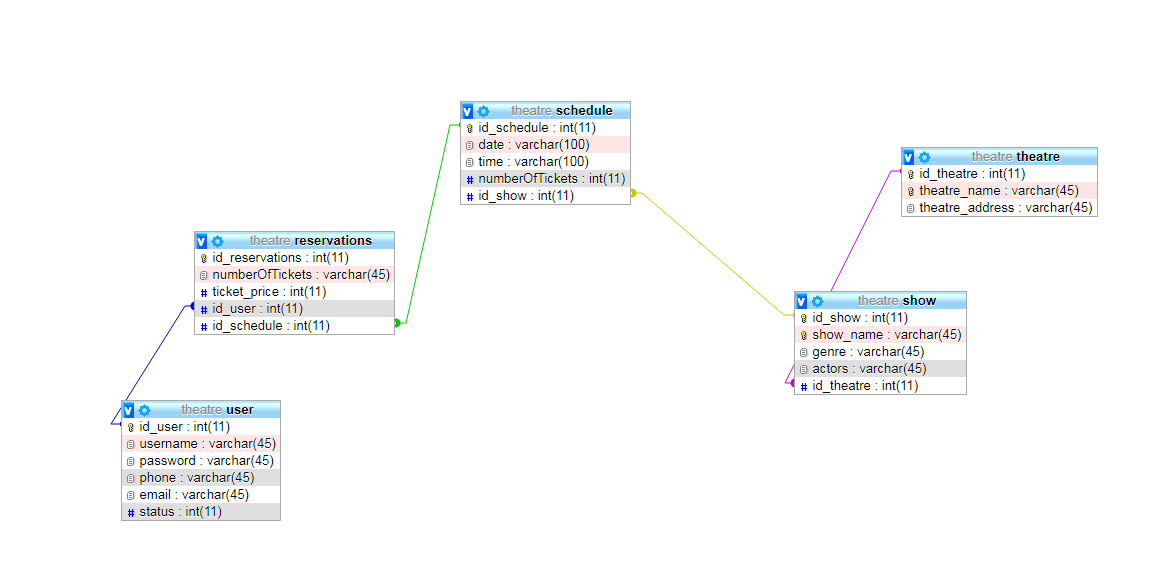 theatre schedule
id_schedule : int(11)
date : varchar(100)
time : varchar(100)
numberOfTickets : int(11)
id_show : int(11)
theatre theatre
id_theatre : int(11)
theatre_name : varchar(45)
theatre_address : varchar(45)
theatre reservations
id_reservations : int(11)
numberOfTickets : varchar(45)
ticket_price : int(11)
id_user : int(11)
id_schedule : int(11)
theatre show
id_show : int(11)
show_name : varchar(45)
genre : varchar(45)
actors : varchar(45)
id_theatre : int(11)
theatre user
id_user : int(11)
username : varchar(45)
password : varchar(45)
phone : varchar(45)
email : varchar(45)
status : int(11)